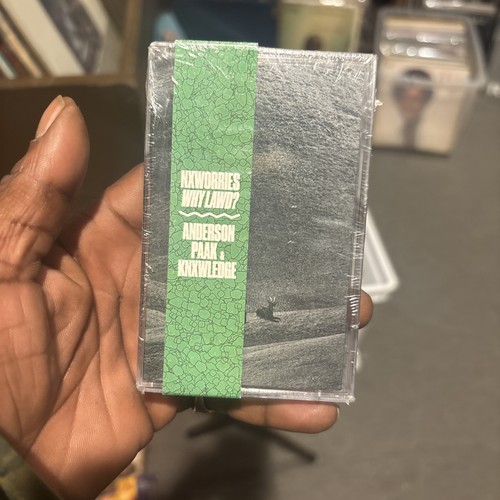 NXWORRIES
WHY LAWD?
ANDERSON
PAAK &
KNXWLEDGE